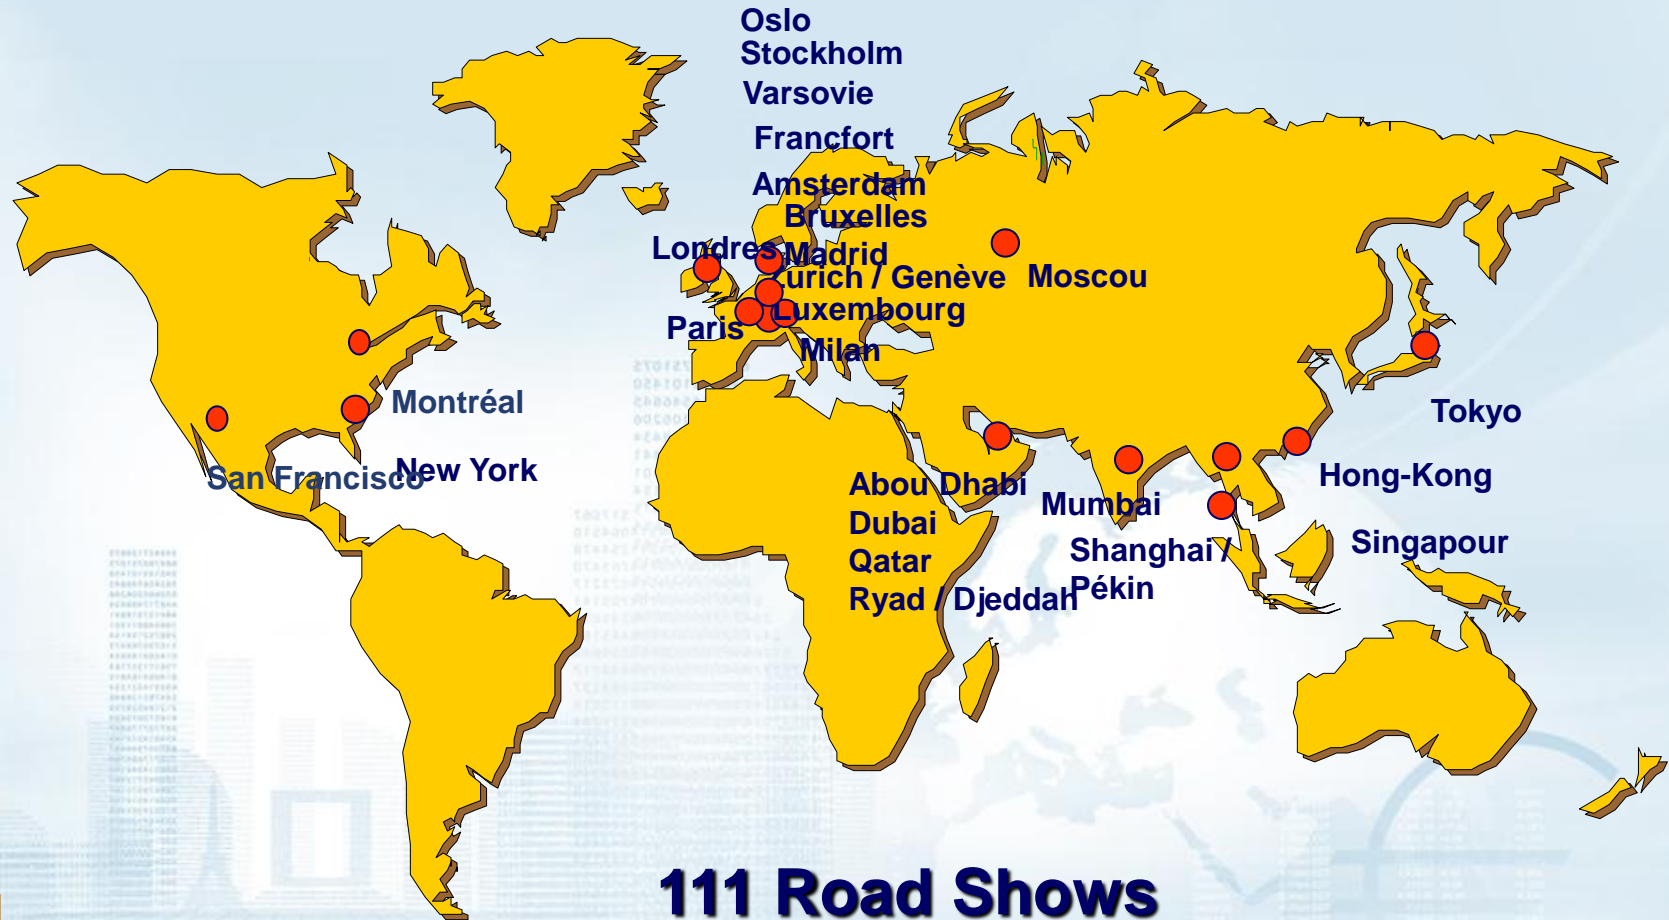 Oslo
Stockholm
Varsovie
Francfort
Amsterdam
Bruxelles
Londres
Madrid
Zurich / Genève
Moscou
Luxembourg
Paris
Milan
Montréal
Tokyo
New York
San Francisco
Hong-Kong
Abou Dhabi
Mumbai
Dubai
Singapour
Shanghai /
Pékin
Qatar
Ryad / Djeddah
111 Road Shows